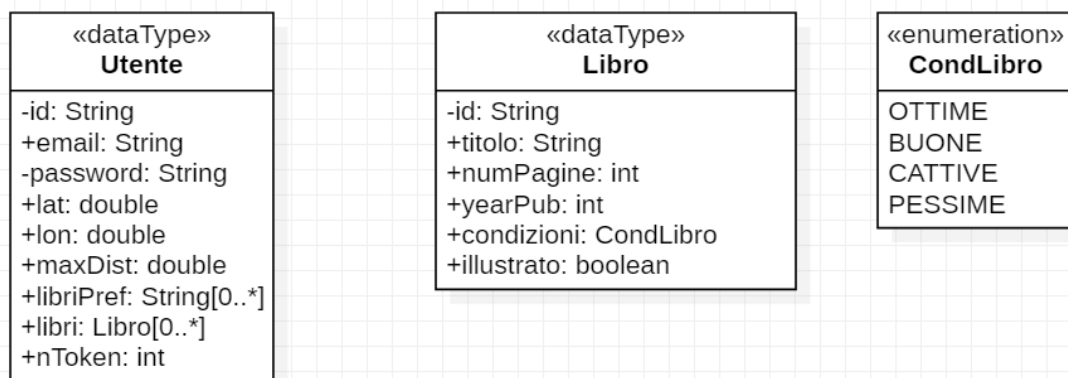 «dataType»
Utente
-id: String
+email: String
-password: String
+lat: double
+lon: double
+maxDist: double
+libriPref: String[0..*]
+libri: Libro[0..*]
+nToken: int
«dataType»
Libro
-id: String
+titolo: String
+numPagine: int
+yearPub: int
+condizioni: CondLibro
+illustrato: boolean
«enumeration»
CondLibro
OTTIME
BUONE
CATTIVE
PESSIME